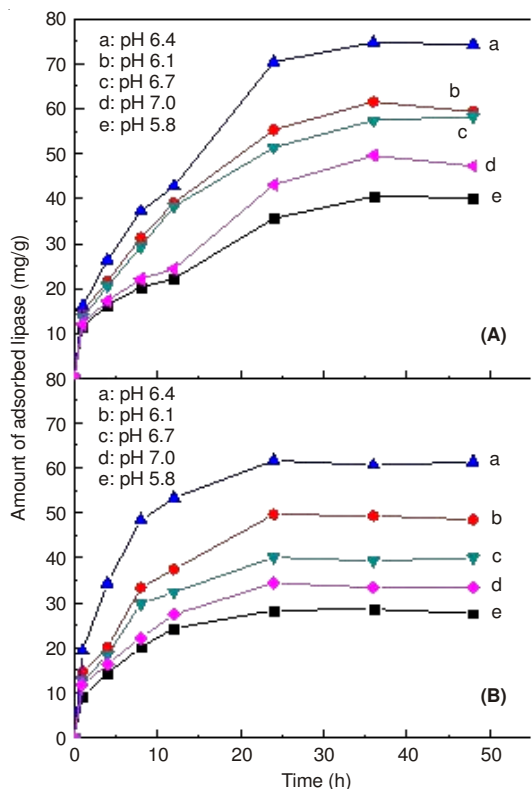 80
a: pH 6.4
b: pH 6.1
c: pH 6.7
d: pH 7.0
e: pH 5.8
a
70
60
b
c
50
d
40
e
30
20
10
(A)
Amount of adsorbed lipase (mg/g)
80
a: pH 6.4
b: pH 6.1
c: pH 6.7
d: pH 7.0
e: pH 5.8
70
60
a
50
b
40
c
d
30
e
20
10
(B)
0
0 10 20 30 40 50
Time (h)